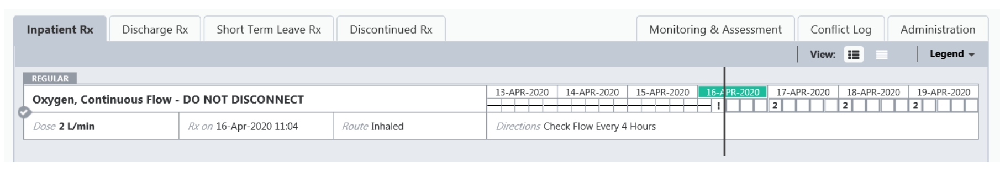 Inpatient Rx Discharge Rx Short Term Leave Rx Discontinued Rx Monitoring & Assessment Conflict Log Administration
View: Legend
REGULAR
Oxygen, Continuous Flow - DO NOT DISCONNECT
13-APR-2020 14-APR-2020 15-APR-2020 16-APR-2020 17-APR-2020 18-APR-2020 19-APR-2020
! 2 2 2
Dose 2 L/min Rx on 16-Apr-2020 11:04 Route Inhaled Directions Check Flow Every 4 Hours